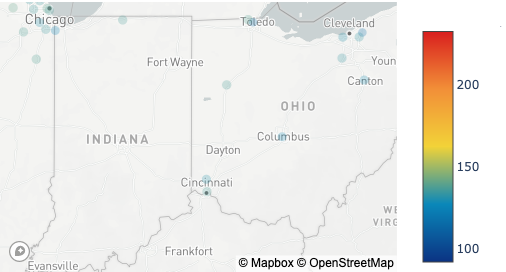 Chicago
Toledo
Cleveland
Fort Wayne
Youn
Canton
OHIO
INDIANA
Columbus
Dayton
Cincinnati
WE
VIRG
Frankfort
Evansville
© Mapbox © OpenStreetMap
200
150
100